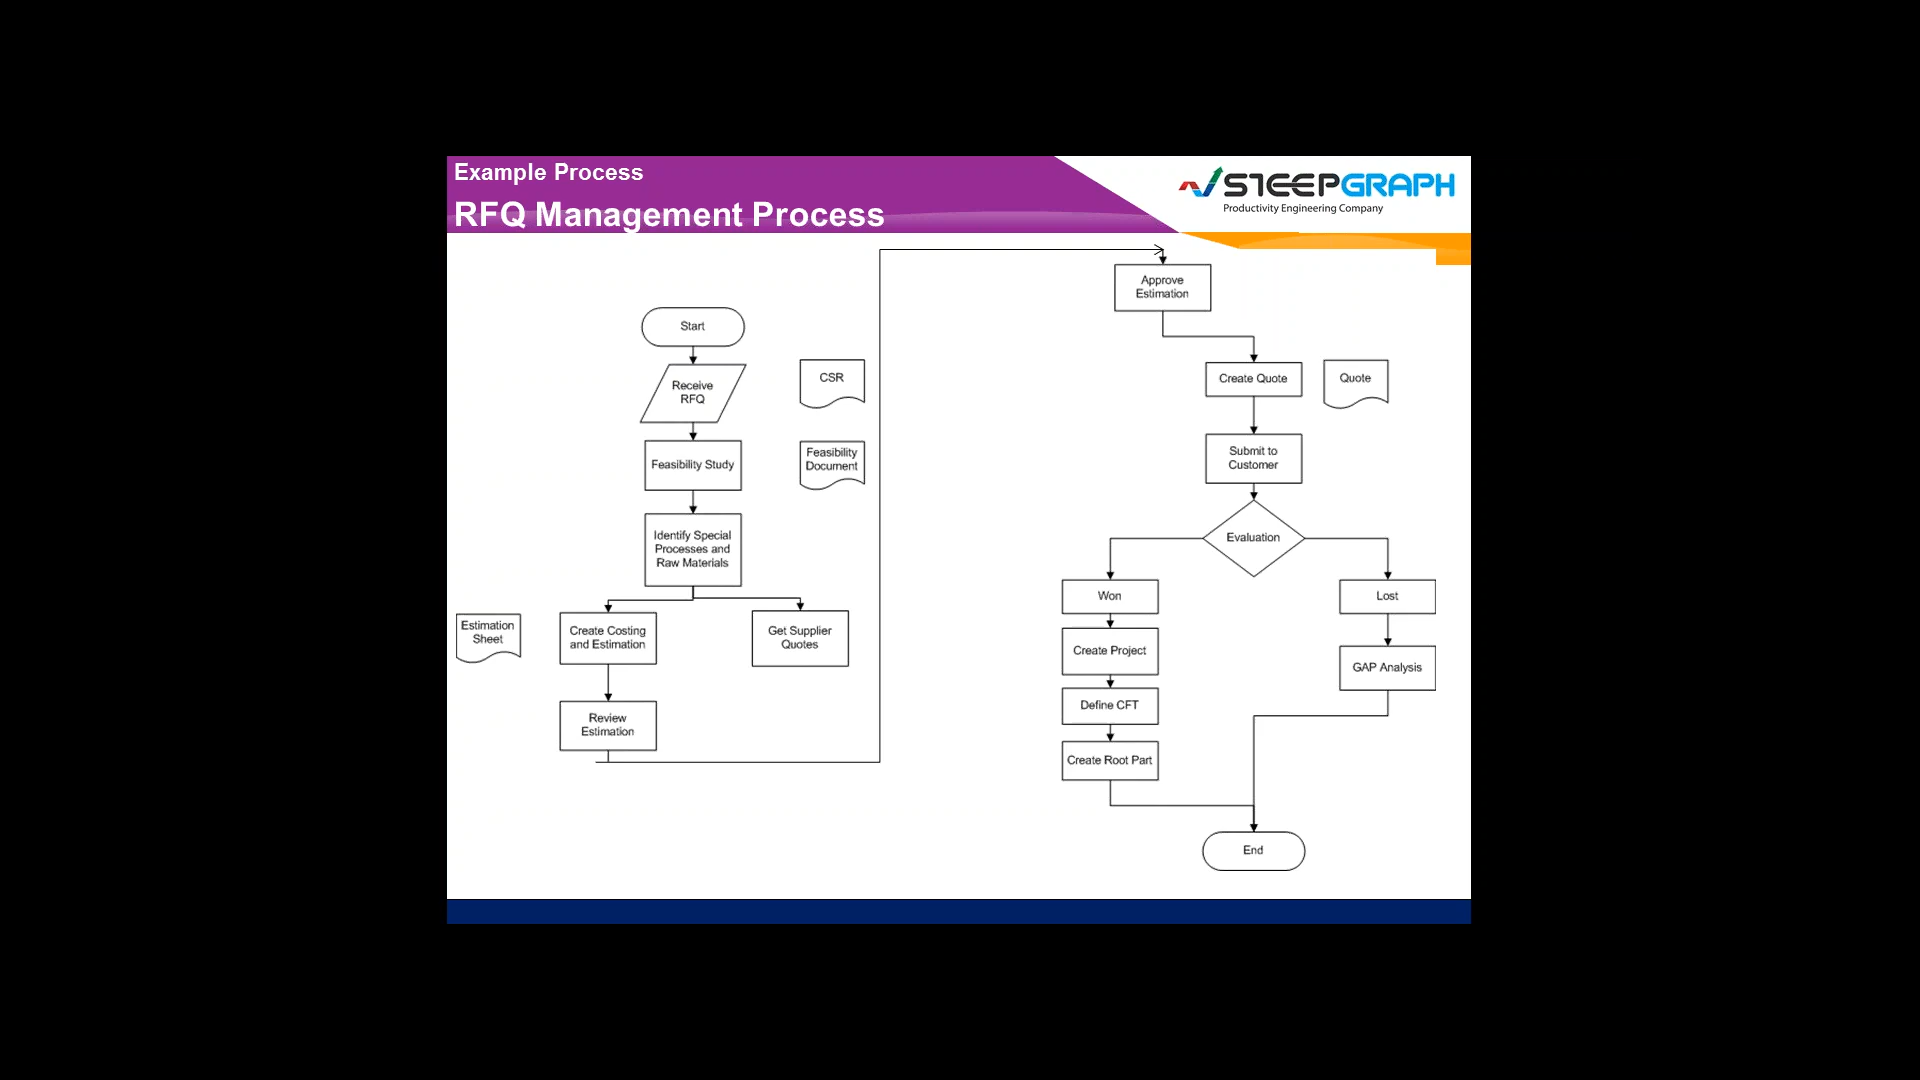 Example Process
RFQ Management Process
STEEPGRAPH
Productivity Engineering Company
Start
Receive
RFQ
CSR
Feasibility Study
Feasibility
Document
Identify Special
Processes and
Raw Materials
Estimation
Sheet
Create Costing
and Estimation
Get Supplier
Quotes
Review
Estimation
Approve
Estimation
Create Quote
Quote
Submit to
Customer
Evaluation
Won
Lost
Create Project
GAP Analysis
Define CFT
Create Root Part
End